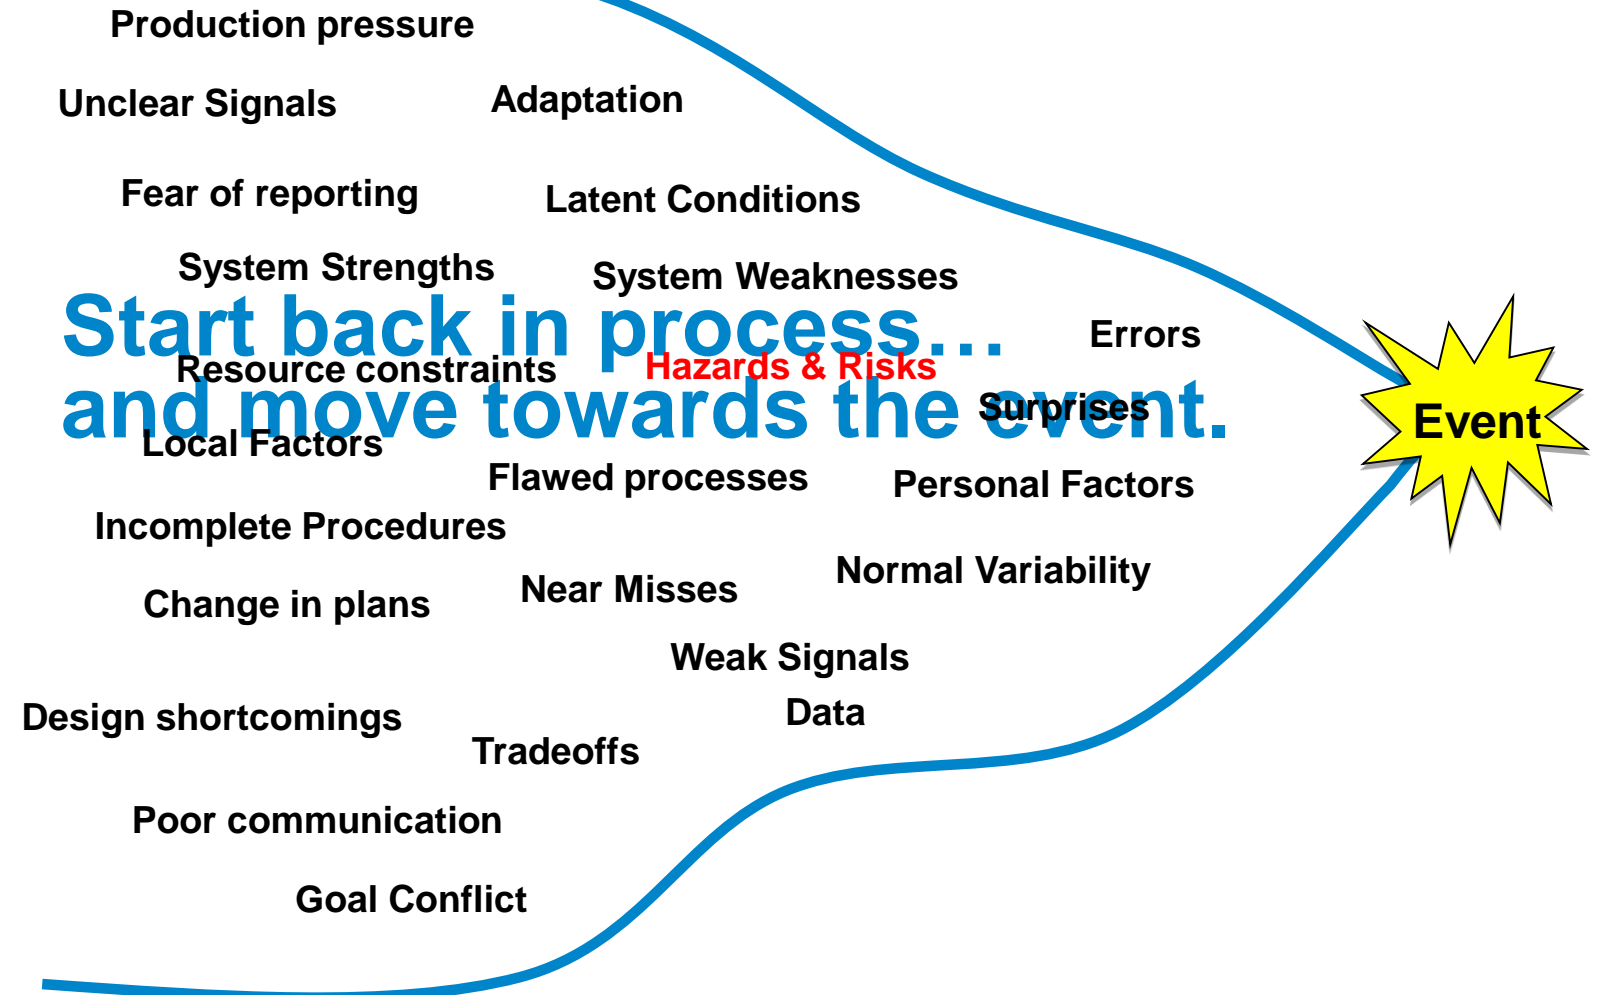 Production pressure
Unclear Signals
Adaptation
Fear of reporting
Latent Conditions
System Strengths
System Weaknesses
Start back in process…
and move towards the event.
Errors
Resource constraints
Hazards & Risks
Surprises
Event
Local Factors
Flawed processes
Personal Factors
Incomplete Procedures
Normal Variability
Change in plans
Near Misses
Weak Signals
Design shortcomings
Data
Tradeoffs
Poor communication
Goal Conflict